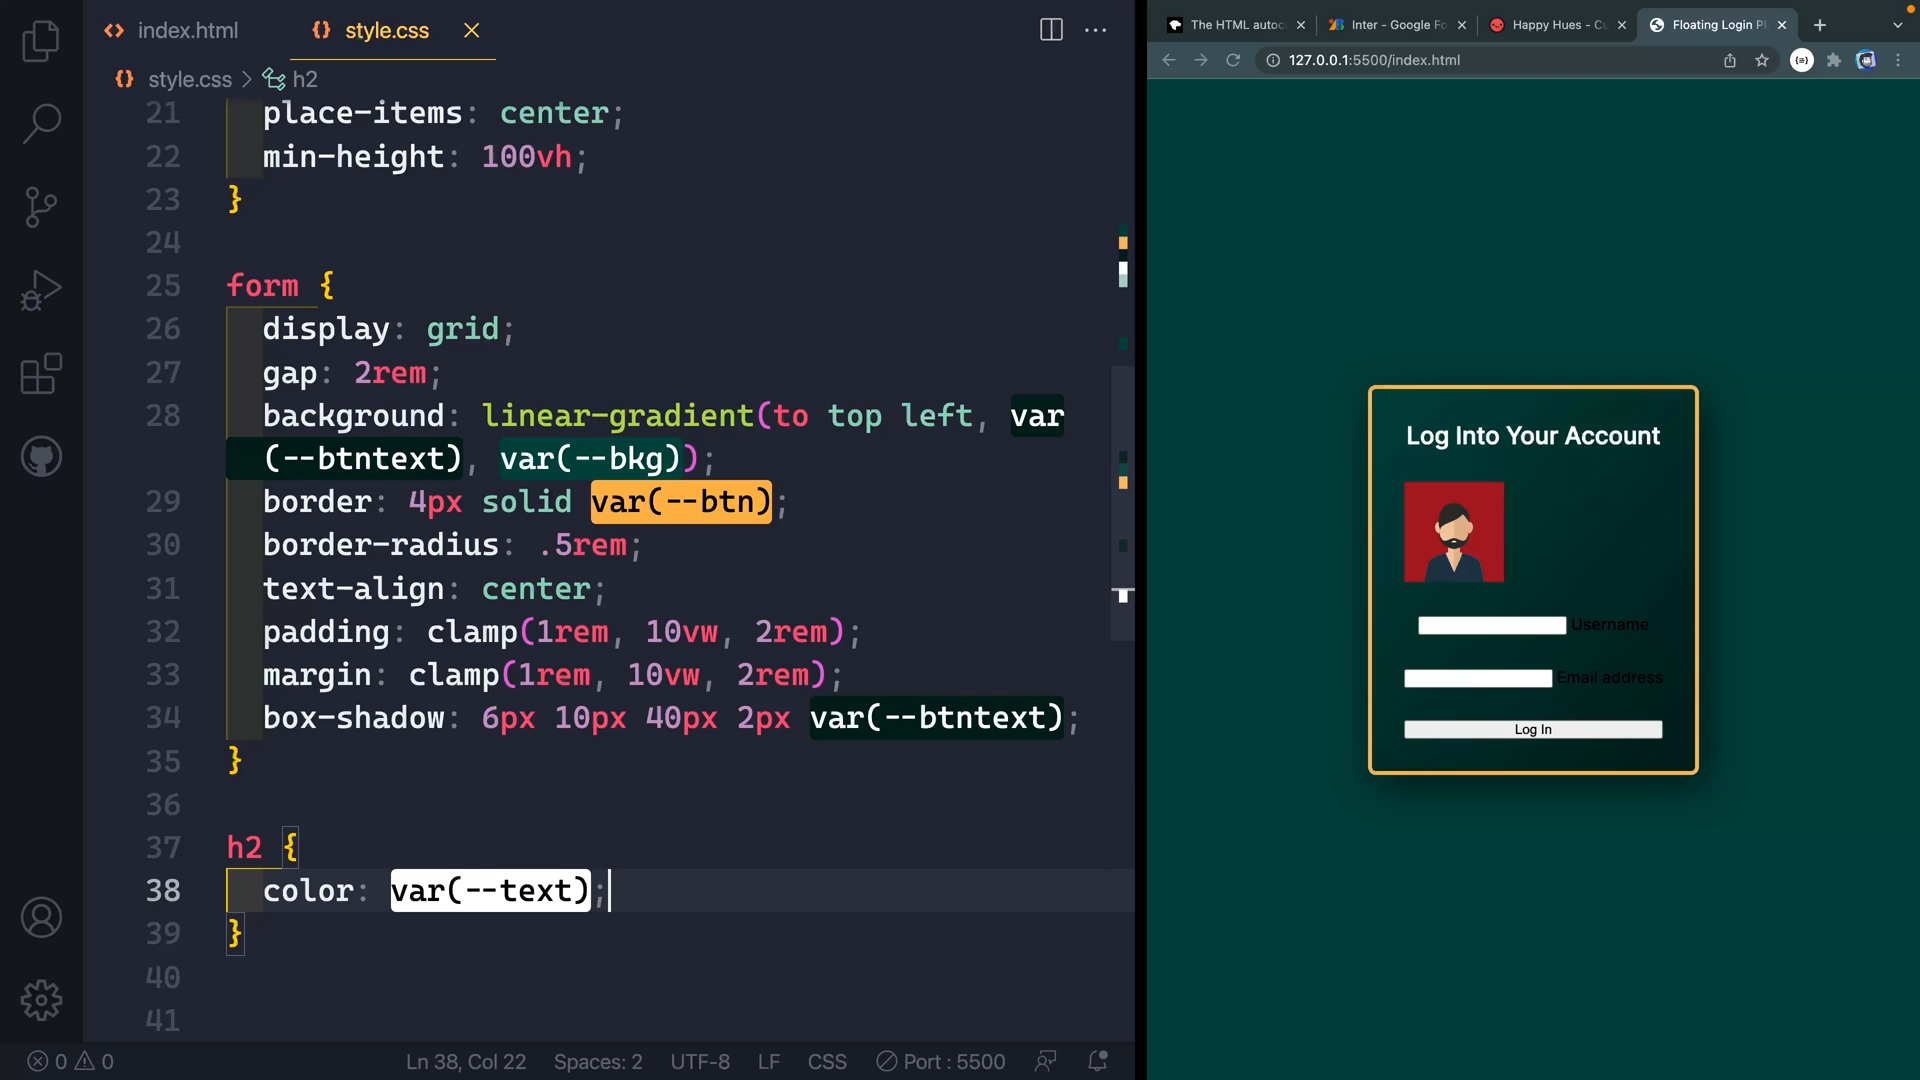 index.html
style.css
style.css > h2
21 place-items: center;
22 min-height: 100vh;
23 }
24
25 form {
26 display: grid;
27 gap: 2rem;
28 background: linear-gradient(to top left, var
(--btntext), var(--bkg));
29 border: 4px solid var(--btn);
30 border-radius: .5rem;
31 text-align: center;
32 padding: clamp(1rem, 10vw, 2rem);
33 margin: clamp(1rem, 10vw, 2rem);
34 box-shadow: 6px 10px 40px 2px var(--btntext);
35 }
36
37 h2 {
38 color: var(--text);
39 }
40
41
0 0
Ln 38, Col 22
Spaces: 2
UTF-8
LF
CSS
Port : 5500
The HTML autoc
Inter - Google Fo
Happy Hues - Cu
Floating Login Pl
127.0.0.1:5500/index.html
Log Into Your Account
Username
Email address
Log In